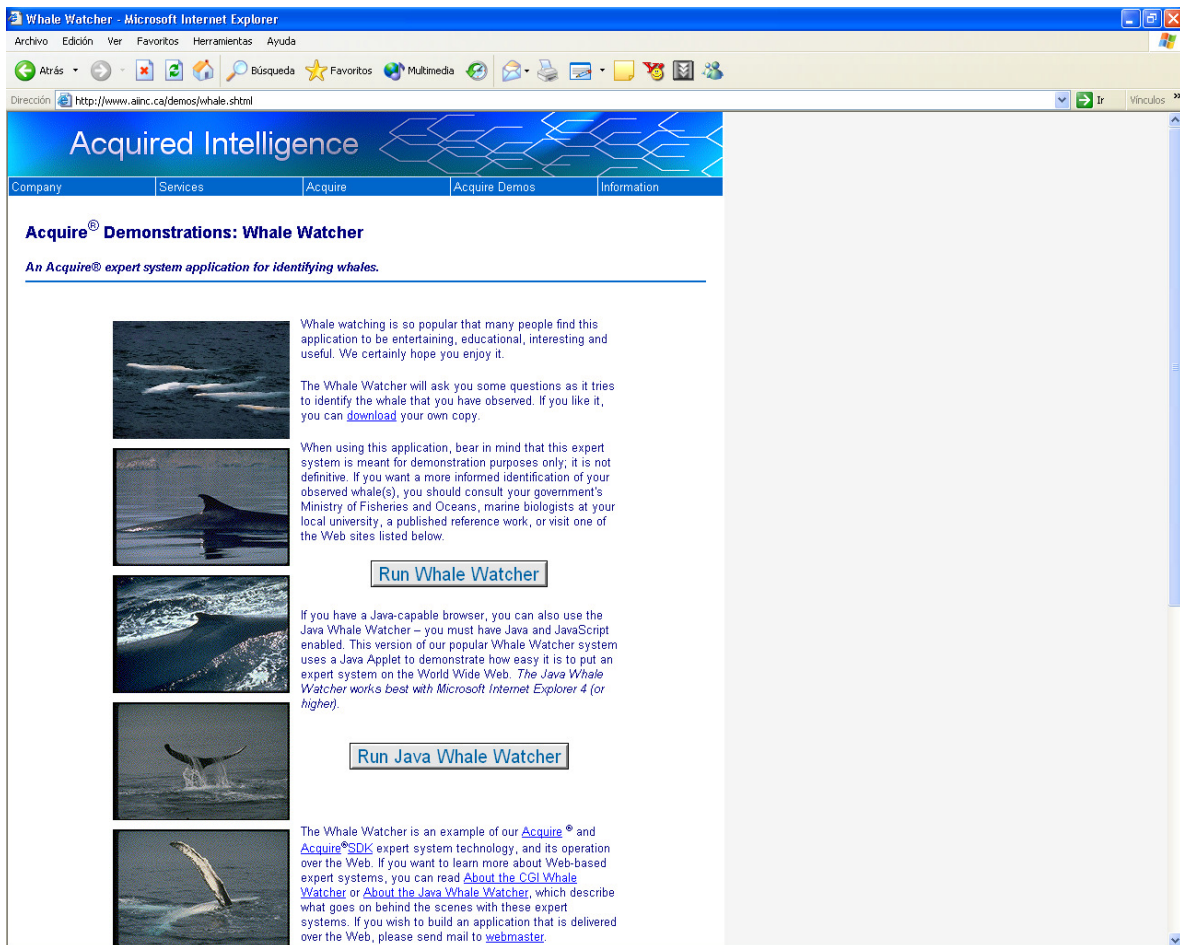 Whale Watcher - Microsoft Internet Explorer
Archivo Edición Ver Favoritos Herramientas Ayuda
Atrás Búsqueda Favoritos Multimedia
Dirección http://www.aiinc.ca/demos/whale.shtml Ir Vínculos »
Acquired Intelligence
Company Services Acquire Acquire Demos Information
Acquire® Demonstrations: Whale Watcher
An Acquire® expert system application for identifying whales.
Whale watching is so popular that many people find this
application to be entertaining, educational, interesting and
useful. We certainly hope you enjoy it.
The Whale Watcher will ask you some questions as it tries
to identify the whale that you have observed. If you like it,
you can download your own copy.
When using this application, bear in mind that this expert
system is meant for demonstration purposes only; it is not
definitive. If you want a more informed identification of your
observed whale(s), you should consult your government's
Ministry of Fisheries and Oceans, marine biologists at your
local university, a published reference work, or visit one of
the Web sites listed below.
Run Whale Watcher
If you have a Java-capable browser, you can also use the
Java Whale Watcher – you must have Java and JavaScript
enabled. This version of our popular Whale Watcher system
uses a Java Applet to demonstrate how easy it is to put an
expert system on the World Wide Web. The Java Whale
Watcher works best with Microsoft Internet Explorer 4 (or
higher).
Run Java Whale Watcher
The Whale Watcher is an example of our Acquire ® and
Acquire®SDK expert system technology, and its operation
over the Web. If you want to learn more about Web-based
expert systems, you can read About the CGI Whale
Watcher or About the Java Whale Watcher, which describe
what goes on behind the scenes with these expert
systems. If you wish to build an application that is delivered
over the Web, please send mail to webmaster.